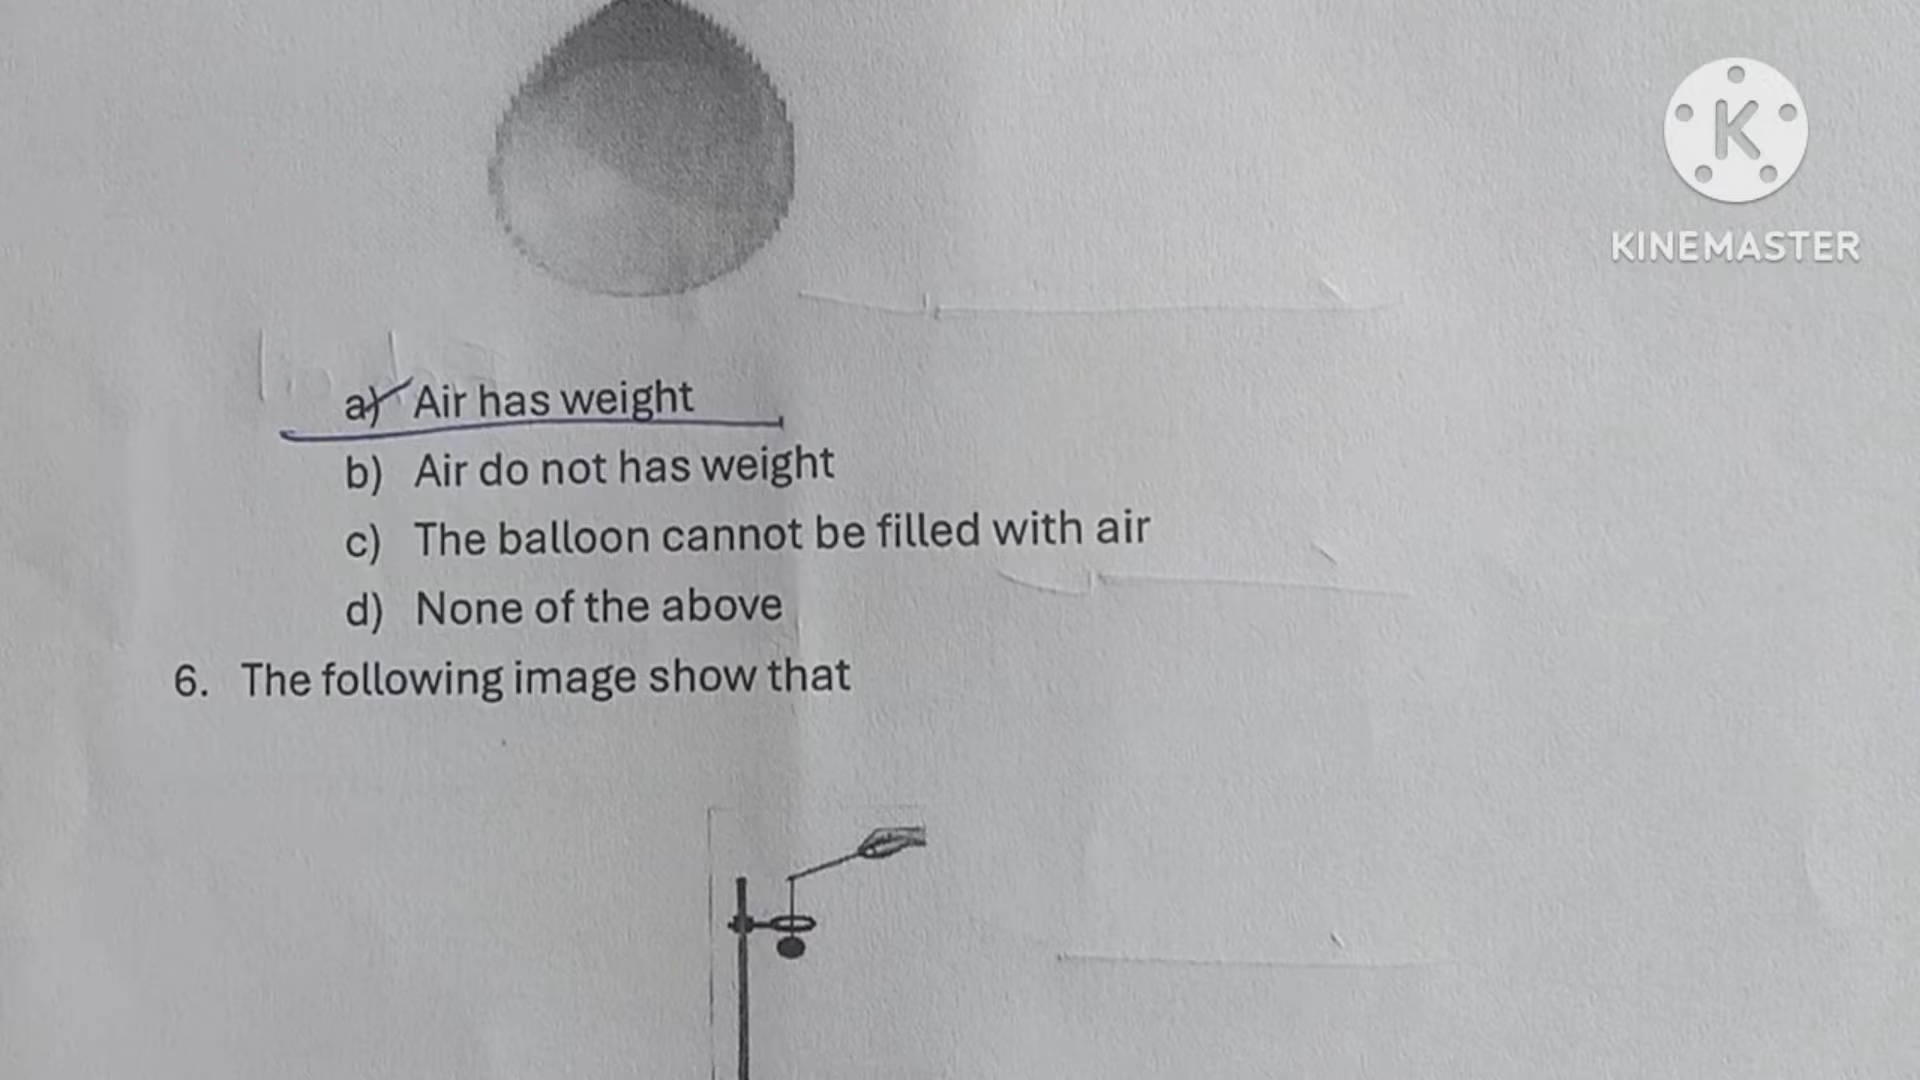 K
KINEMASTER
a) Air has weight
b) Air do not has weight
c) The balloon cannot be filled with air
d) None of the above
6. The following image show that